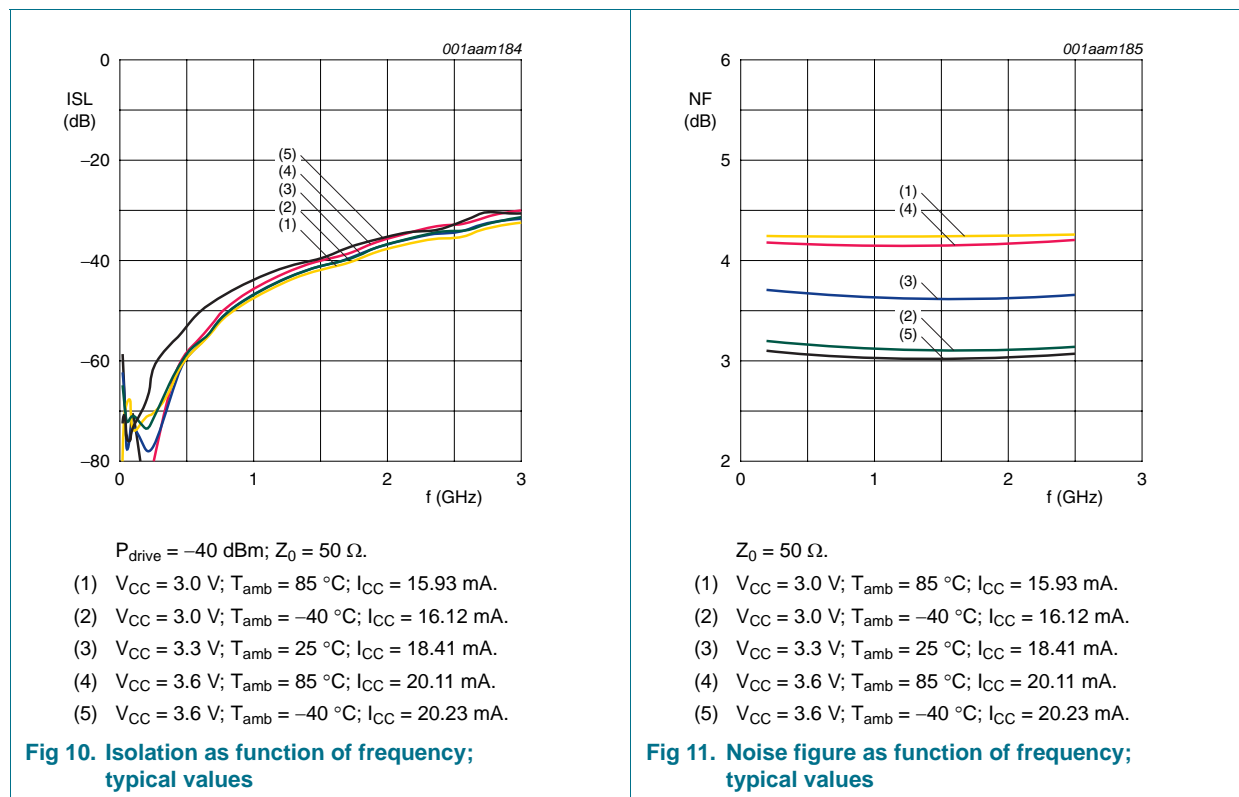 001aam184
0
ISL
(dB)
−20
(5)
(4)
(3)
(2)
(1)
−40
−60
−80
0
1
2
3
f (GHz)
P_drive = −40 dBm; Z_0 = 50 Ω.
(1) V_CC = 3.0 V; T_amb = 85 °C; I_CC = 15.93 mA.
(2) V_CC = 3.0 V; T_amb = −40 °C; I_CC = 16.12 mA.
(3) V_CC = 3.3 V; T_amb = 25 °C; I_CC = 18.41 mA.
(4) V_CC = 3.6 V; T_amb = 85 °C; I_CC = 20.11 mA.
(5) V_CC = 3.6 V; T_amb = −40 °C; I_CC = 20.23 mA.
Fig 10. Isolation as function of frequency;
typical values
001aam185
6
NF
(dB)
5
(1)
(4)
4
(3)
(2)
(5)
3
2
0
1
2
3
f (GHz)
Z_0 = 50 Ω.
(1) V_CC = 3.0 V; T_amb = 85 °C; I_CC = 15.93 mA.
(2) V_CC = 3.0 V; T_amb = −40 °C; I_CC = 16.12 mA.
(3) V_CC = 3.3 V; T_amb = 25 °C; I_CC = 18.41 mA.
(4) V_CC = 3.6 V; T_amb = 85 °C; I_CC = 20.11 mA.
(5) V_CC = 3.6 V; T_amb = −40 °C; I_CC = 20.23 mA.
Fig 11. Noise figure as function of frequency;
typical values